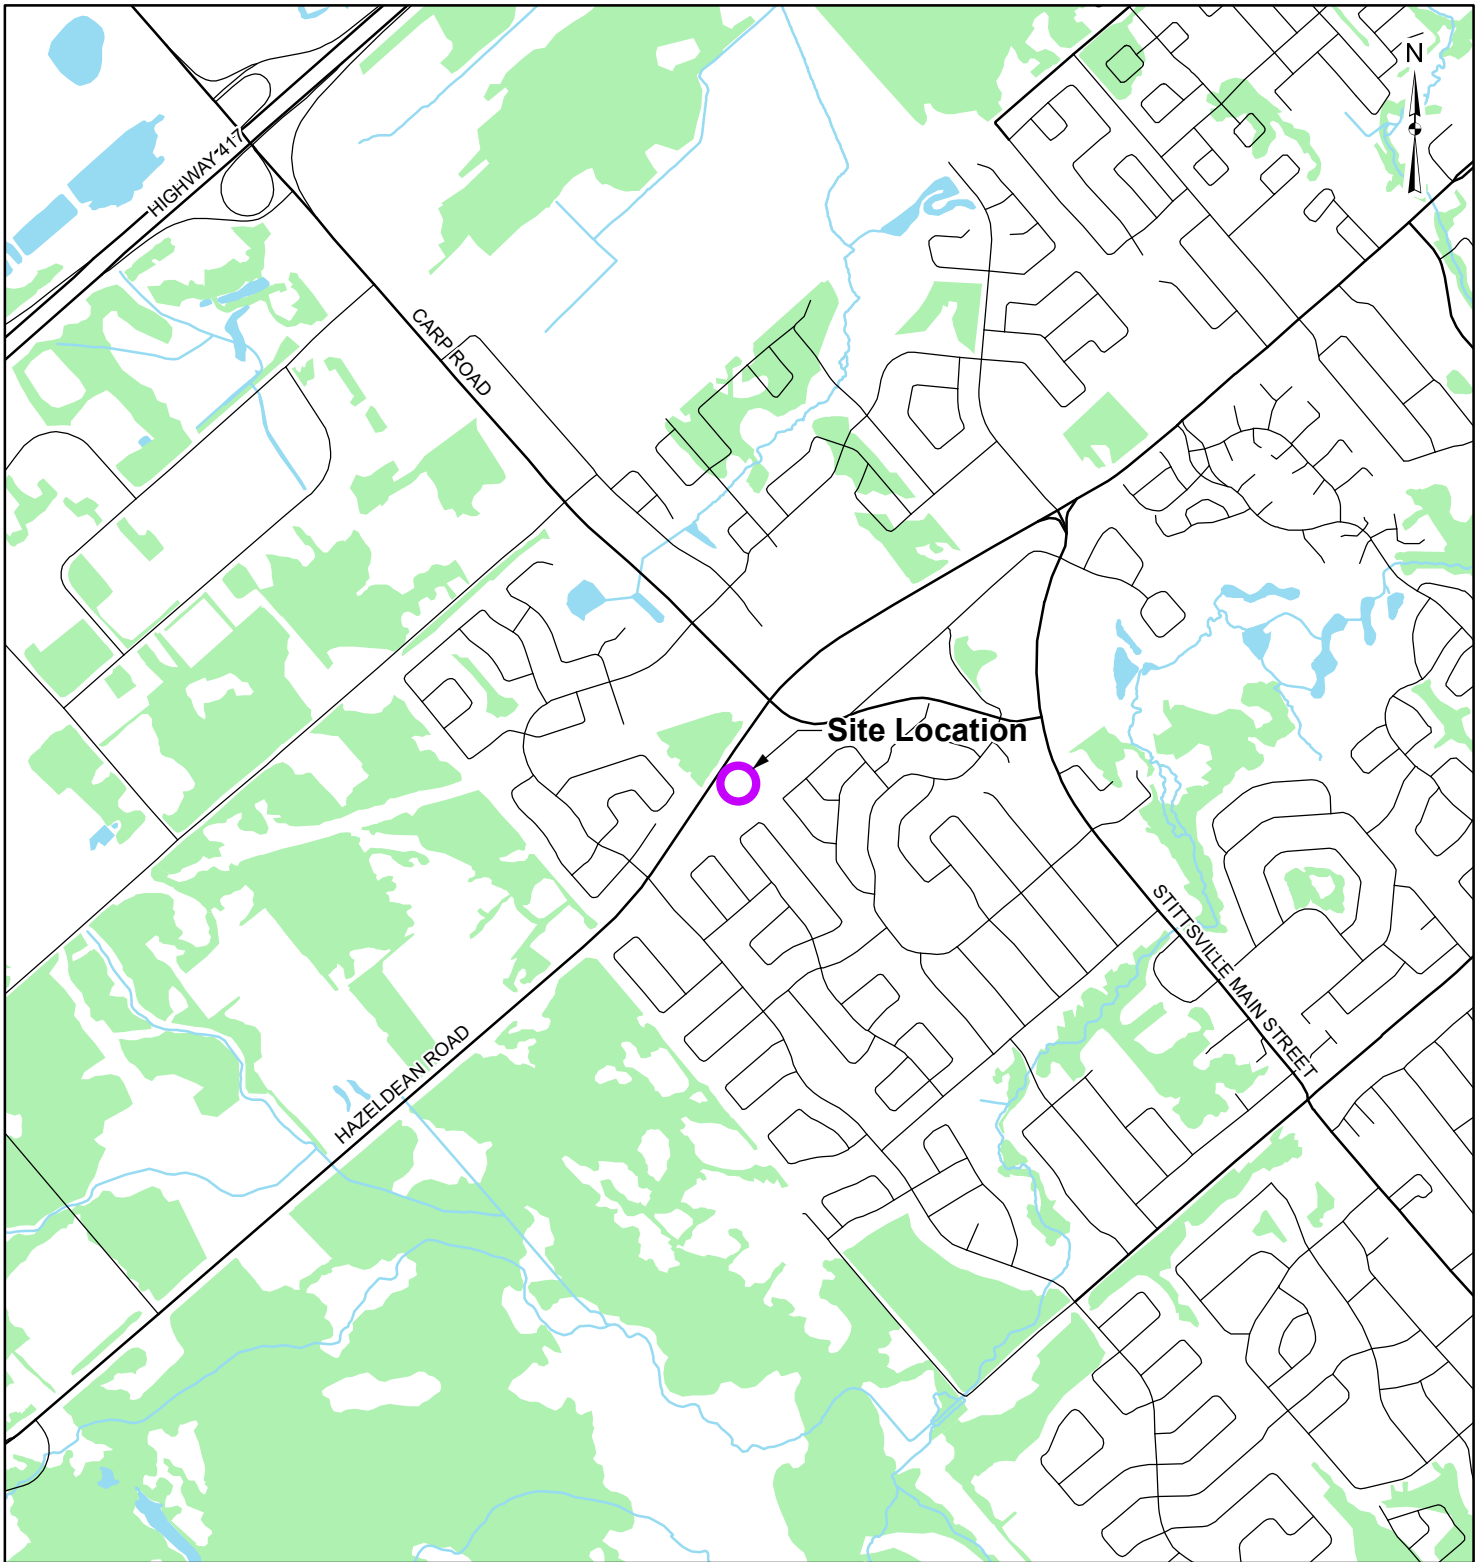 N
HIGHWAY 417
CARP ROAD
Site Location
STITTSVILLE MAIN STREET
HAZELDEAN ROAD